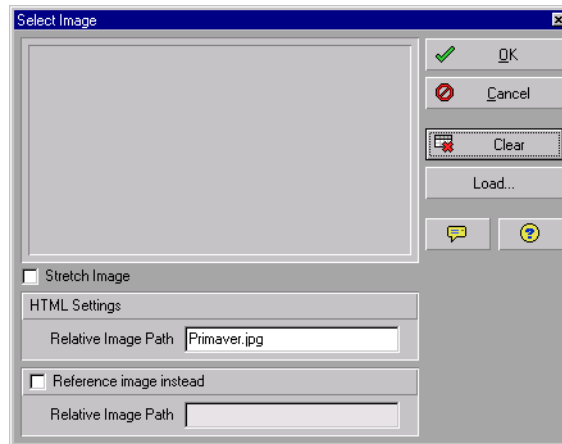 Select Image
OK
Cancel
Clear
Load...
Stretch Image
HTML Settings
Relative Image Path Primaver.jpg
Reference image instead
Relative Image Path